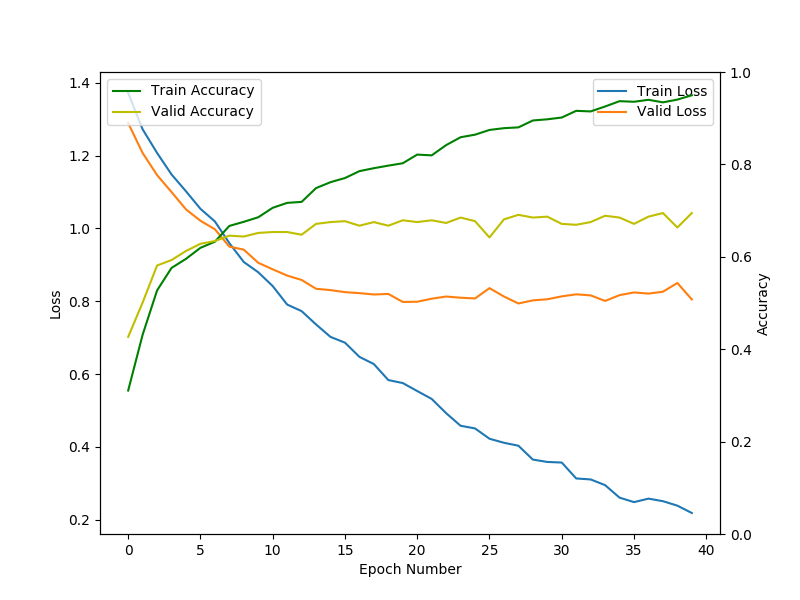 Train Accuracy
Valid Accuracy
Train Loss
Valid Loss
1.4
1.2
1.0
0.8
0.6
0.4
0.2
Loss
1.0
0.8
0.6
0.4
0.2
0.0
Accuracy
0 5 10 15 20 25 30 35 40
Epoch Number